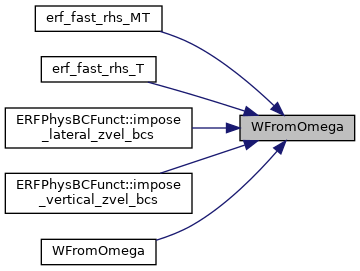 erf_fast_rhs_MT
erf_fast_rhs_T
ERFPhysBCFunct::impose
_lateral_zvel_bcs
WFromOmega
ERFPhysBCFunct::impose
_vertical_zvel_bcs
WFromOmega